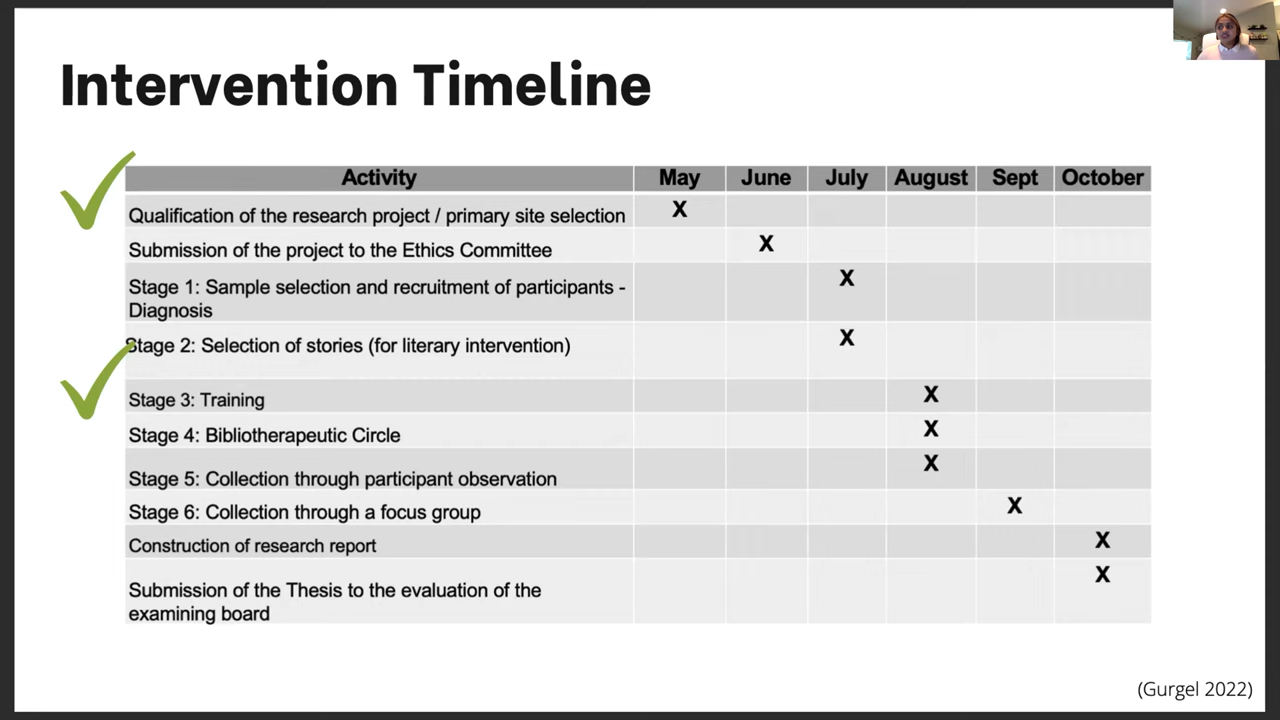 Intervention Timeline
Activity May June July August Sept October
Qualification of the research project / primary site selection X
Submission of the project to the Ethics Committee X
Stage 1: Sample selection and recruitment of participants - X
Diagnosis
Stage 2: Selection of stories (for literary intervention) X
Stage 3: Training X
Stage 4: Bibliotherapeutic Circle X
Stage 5: Collection through participant observation X
Stage 6: Collection through a focus group X
Construction of research report X
Submission of the Thesis to the evaluation of the X
examining board
(Gurgel 2022)